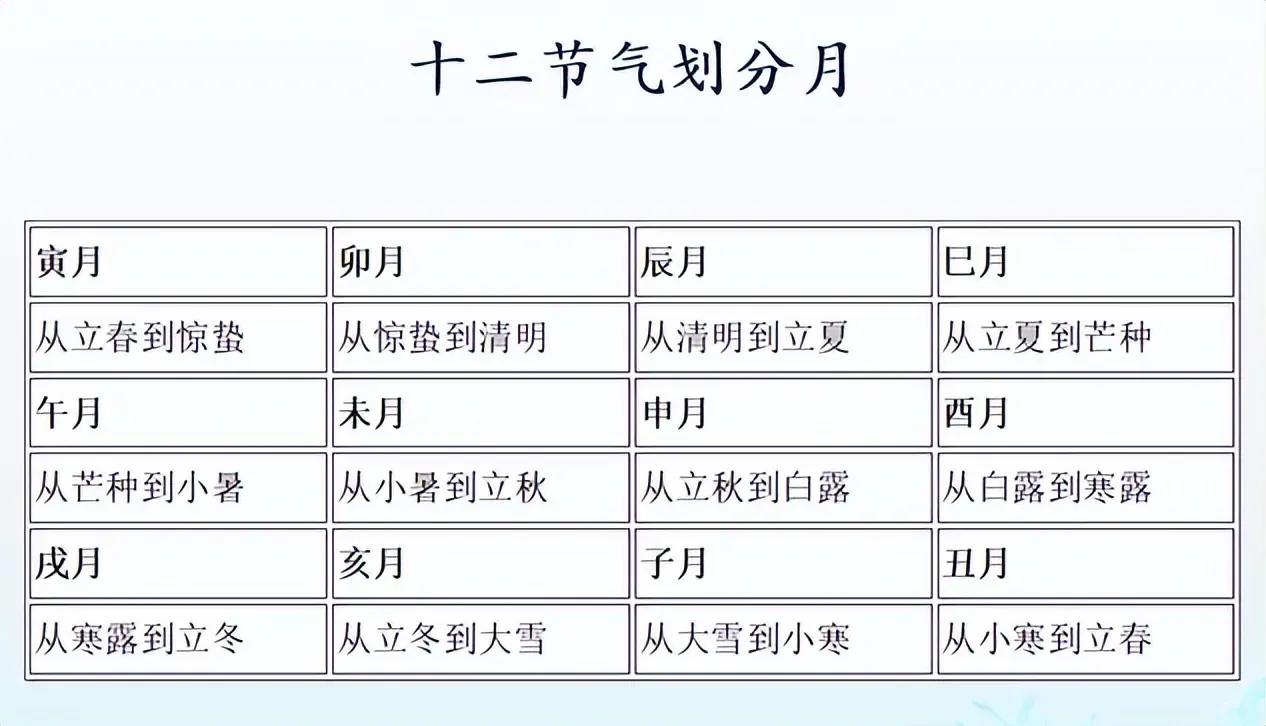 十二节气划分月
寅月 卯月 辰月 巳月
从立春到惊蛰 从惊蛰到清明 从清明到立夏 从立夏到芒种
午月 未月 申月 酉月
从芒种到小暑 从小暑到立秋 从立秋到白露 从白露到寒露
戌月 亥月 子月 丑月
从寒露到立冬 从立冬到大雪 从大雪到小寒 从小寒到立春